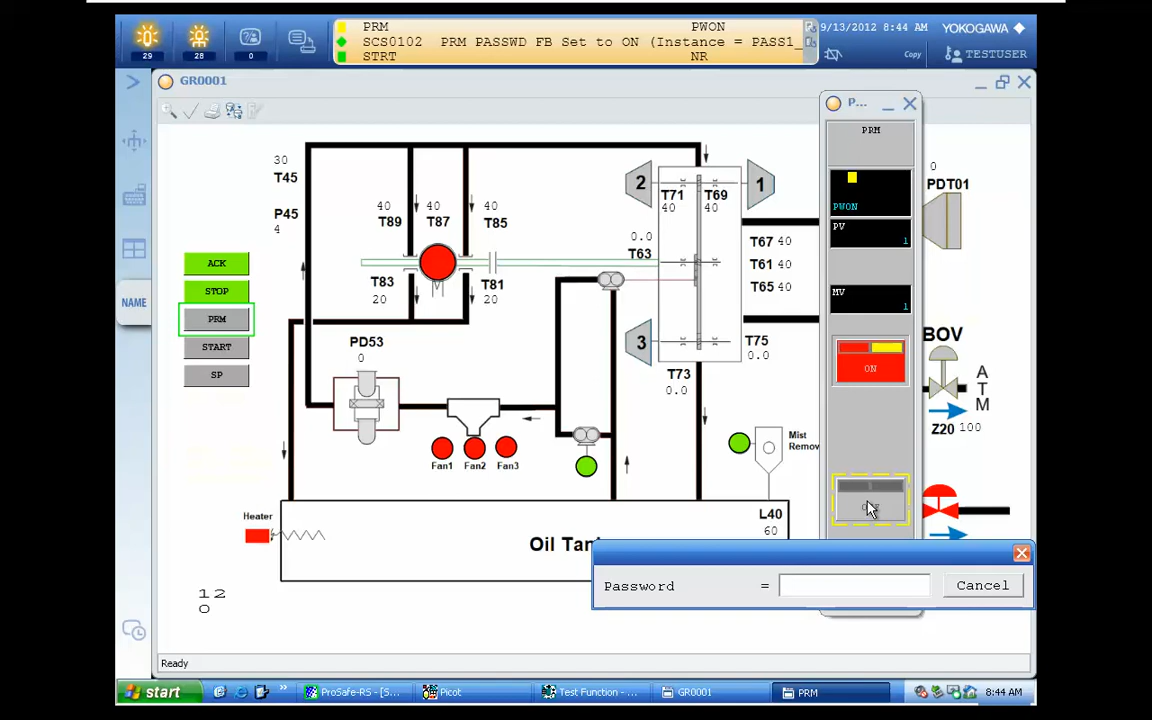 PRM PWON
SCS0102 PRM PASSWD FB Set to ON (Instance = PASS1_
STRT NR
29
28
0
9/13/2012 8:44 AM
YOKOGAWA
Copy
TESTUSER
GR0001
P...
NAME
ACK
STOP
PRM
START
SP
30
T45
P45
4
40
T89
40
T87
40
T85
T83
20
T81
20
2
1
3
T71
40
T69
40
0.0
T63
T67 40
T61 40
T65 40
T75
0.0
T73
0.0
0
PDT01
PRM
PWON
PV
1
MV
1
ON
PD53
0
Fan1
Fan2
Fan3
Mist
Remov
BOV
A
T
M
Z20 100
Heater
L40
60
Oil Tan
12
0
Password =
Cancel
Ready
start
ProSafe-RS - [S...
Picot
Test Function - ...
GR0001
PRM
8:44 AM